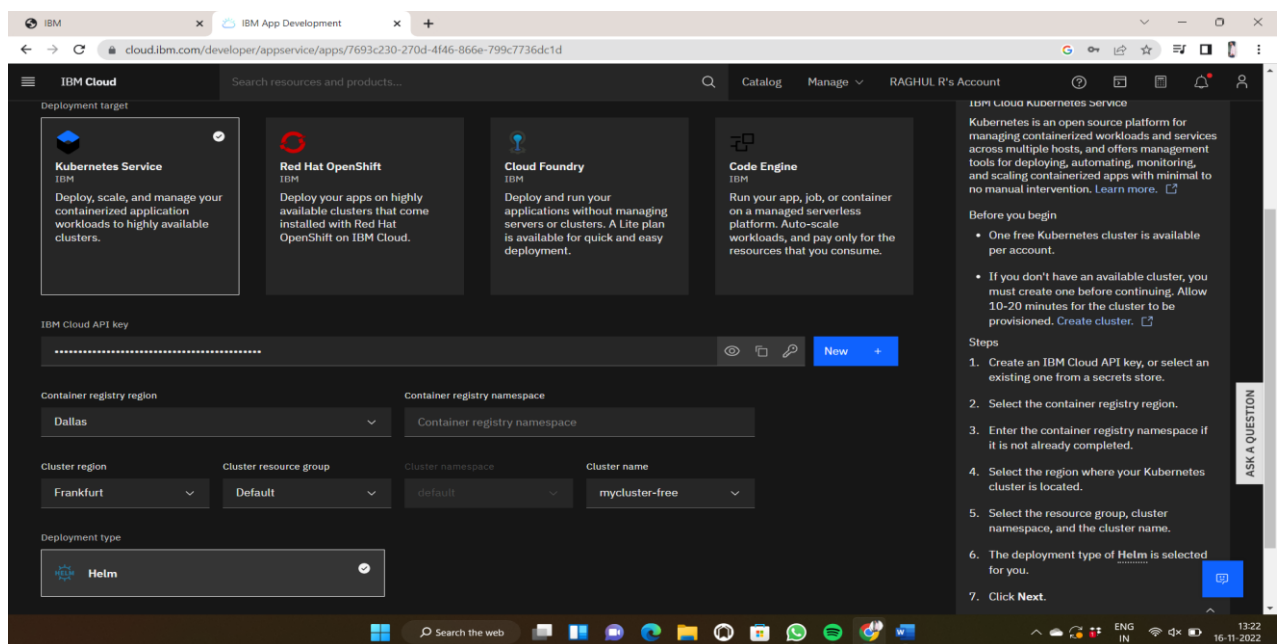 IBM
IBM App Development
cloud.ibm.com/developer/appservice/apps/7693c230-270d-4f46-866e-799c7736dc1d
IBM Cloud
Search resources and products...
Catalog
Manage
RAGHUL R's Account
Deployment target
Kubernetes Service
IBM
Deploy, scale, and manage your
containerized application
workloads to highly available
clusters.
Red Hat OpenShift
IBM
Deploy your apps on highly
available clusters that come
installed with Red Hat
OpenShift on IBM Cloud.
Cloud Foundry
IBM
Deploy and run your
applications without managing
servers or clusters. A Lite plan
is available for quick and easy
deployment.
Code Engine
IBM
Run your app, job, or container
on a managed serverless
platform. Auto-scale
workloads, and pay only for the
resources that you consume.
IBM Cloud API key
New +
Container registry region
Dallas
Container registry namespace
Container registry namespace
Cluster region
Frankfurt
Cluster resource group
Default
Cluster namespace
default
Cluster name
mycluster-free
Deployment type
HELM
Helm
IBM Cloud Kubernetes Service
Kubernetes is an open source platform for
managing containerized workloads and services
across multiple hosts, and offers management
tools for deploying, automating, monitoring,
and scaling containerized apps with minimal to
no manual intervention. Learn more.
Before you begin
• One free Kubernetes cluster is available
per account.
• If you don't have an available cluster, you
must create one before continuing. Allow
10-20 minutes for the cluster to be
provisioned. Create cluster.
Steps
1. Create an IBM Cloud API key, or select an
existing one from a secrets store.
2. Select the container registry region.
3. Enter the container registry namespace if
it is not already completed.
4. Select the region where your Kubernetes
cluster is located.
5. Select the resource group, cluster
namespace, and the cluster name.
6. The deployment type of Helm is selected
for you.
7. Click Next.
ASK A QUESTION
Search the web
ENG
IN
13:22
16-11-2022